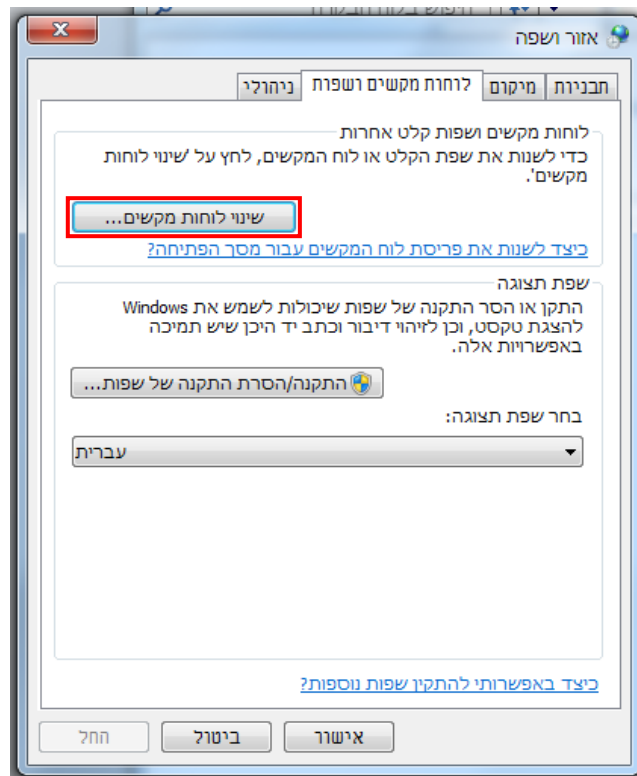 חיפוש בלוח הבקרה
אזור ושפה
תבניות מיקום לוחות מקשים ושפות ניהולי
לוחות מקשים ושפות קלט אחרות
כדי לשנות את שפת הקלט או לוח המקשים, לחץ על 'שינוי לוחות
מקשים'.
שינוי לוחות מקשים...
כיצד לשנות את פריסת לוח המקשים עבור מסך הפתיחה?
שפת תצוגה
התקן או הסר התקנה של שפות שיכולות לשמש את Windows
להצגת טקסט, וכן לזיהוי דיבור וכתב יד היכן שיש תמיכה
באפשרויות אלה.
התקנה/הסרת התקנה של שפות...
בחר שפת תצוגה:
עברית
כיצד באפשרותי להתקין שפות נוספות?
אישור ביטול החל